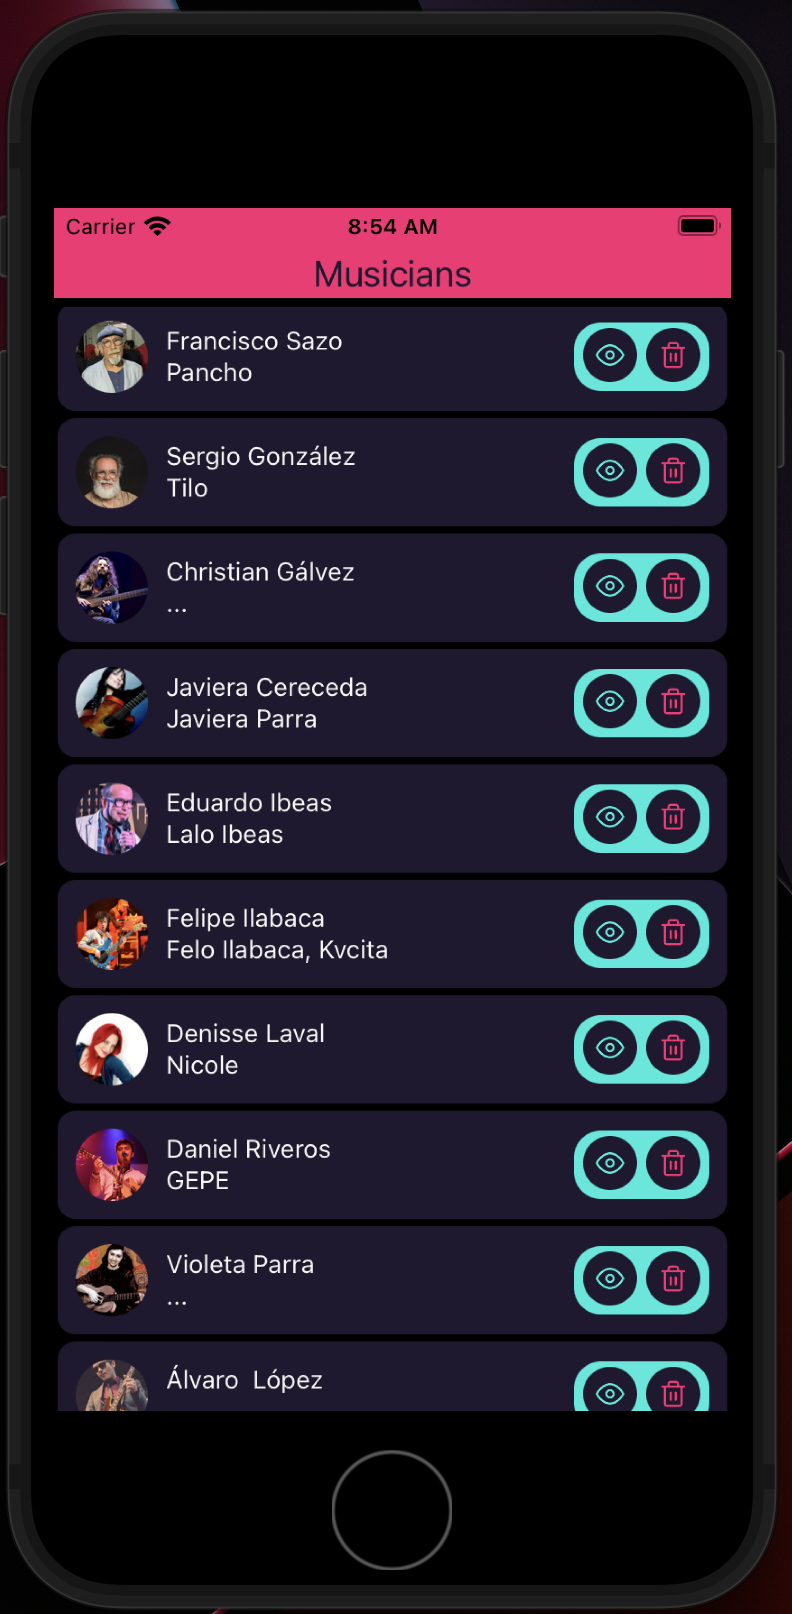 Carrier 8:54 AM
Musicians
Francisco Sazo
Pancho
Sergio González
Tilo
Christian Gálvez
...
Javiera Cereceda
Javiera Parra
Eduardo Ibeas
Lalo Ibeas
Felipe Ilabaca
Felo Ilabaca, Kvcita
Denisse Laval
Nicole
Daniel Riveros
GEPE
Violeta Parra
...
Álvaro  López